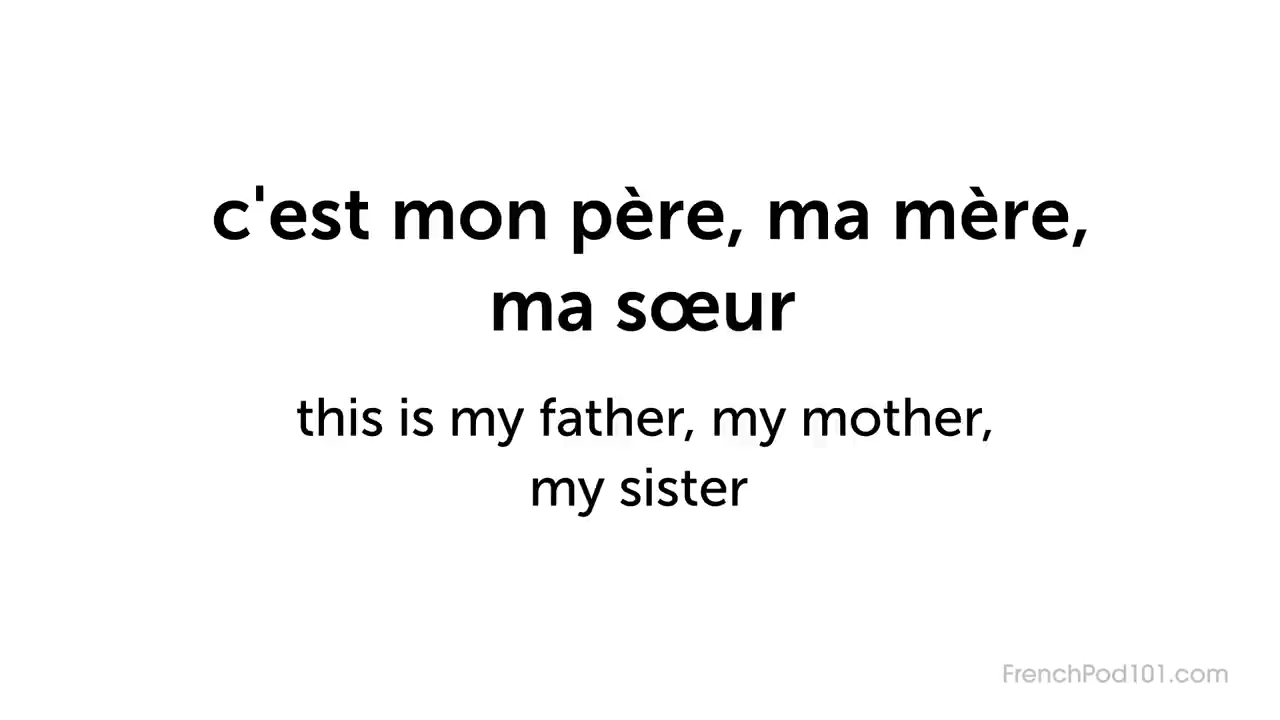 c'est mon père, ma mère,
ma sœur
this is my father, my mother,
my sister
FrenchPod101.com